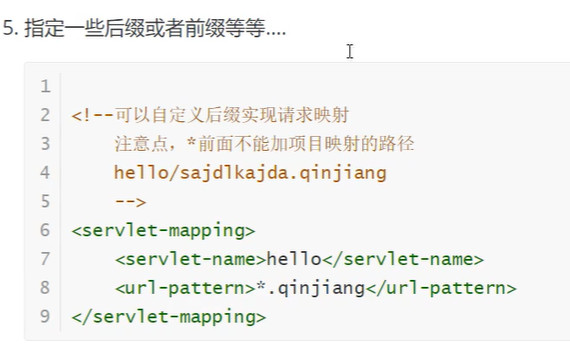 5. 指定一些后缀或者前缀等等....
1
2 <!--可以自定义后缀实现请求映射
3     注意点，*前面不能加项目映射的路径
4     hello/sajdlkajda.qinjiang
5     -->
6 <servlet-mapping>
7     <servlet-name>hello</servlet-name>
8     <url-pattern>*.qinjiang</url-pattern>
9 </servlet-mapping>